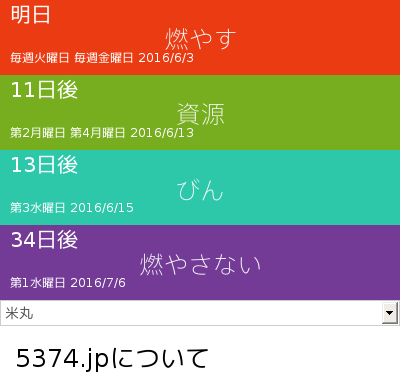 明日
燃やす
毎週火曜日 毎週金曜日 2016/6/3
11日後
資源
第2月曜日 第4月曜日 2016/6/13
13日後
びん
第3水曜日 2016/6/15
34日後
燃やさない
第1水曜日 2016/7/6
米丸
5374.jpについて